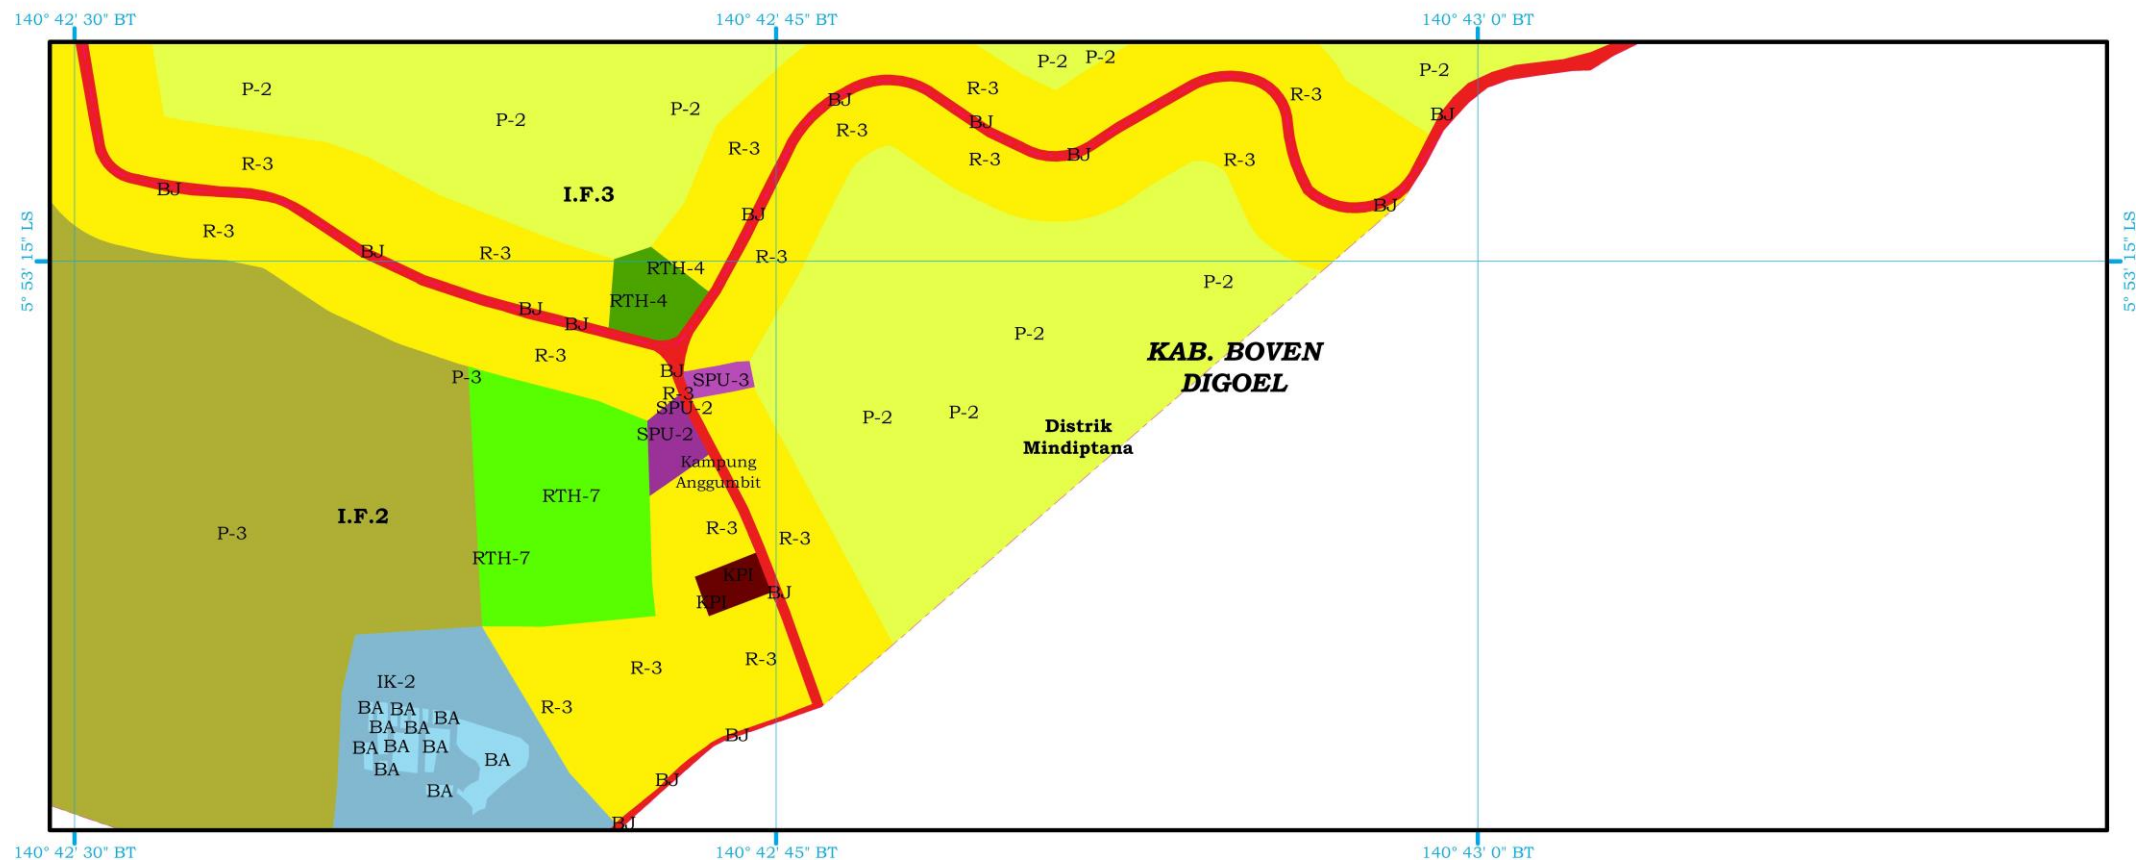 140° 42' 30" BT
140° 42' 45" BT
140° 43' 0" BT
P-2
P-2
P-2
P-2
R-3
P-2
R-3
BJ
P-2
P-2
BJ
BJ
R-3
R-3
R-3
BJ
R-3
R-3
R-3
BJ
I.F.3
BJ
BJ
R-3
BJ
R-3
R-3
5° 53' 15" LS
5° 53' 15" LS
RTH-4
P-2
RTH-4
BJ
BJ
P-2
R-3
KAB. BOVEN
DIGOEL
BJ
P-3
SPU-3
R-3
SPU-2
P-2
P-2
SPU-2
Distrik
Mindiptana
Kampung
Anggumbit
RTH-7
I.F.2
P-3
R-3
R-3
RTH-7
KPI
BJ
KPI
R-3
R-3
IK-2
R-3
BA
BA
BA
BA
BA
BJ
BA
BA
BA
BA
BA
BJ
BA
BJ
140° 42' 30" BT
140° 42' 45" BT
140° 43' 0" BT